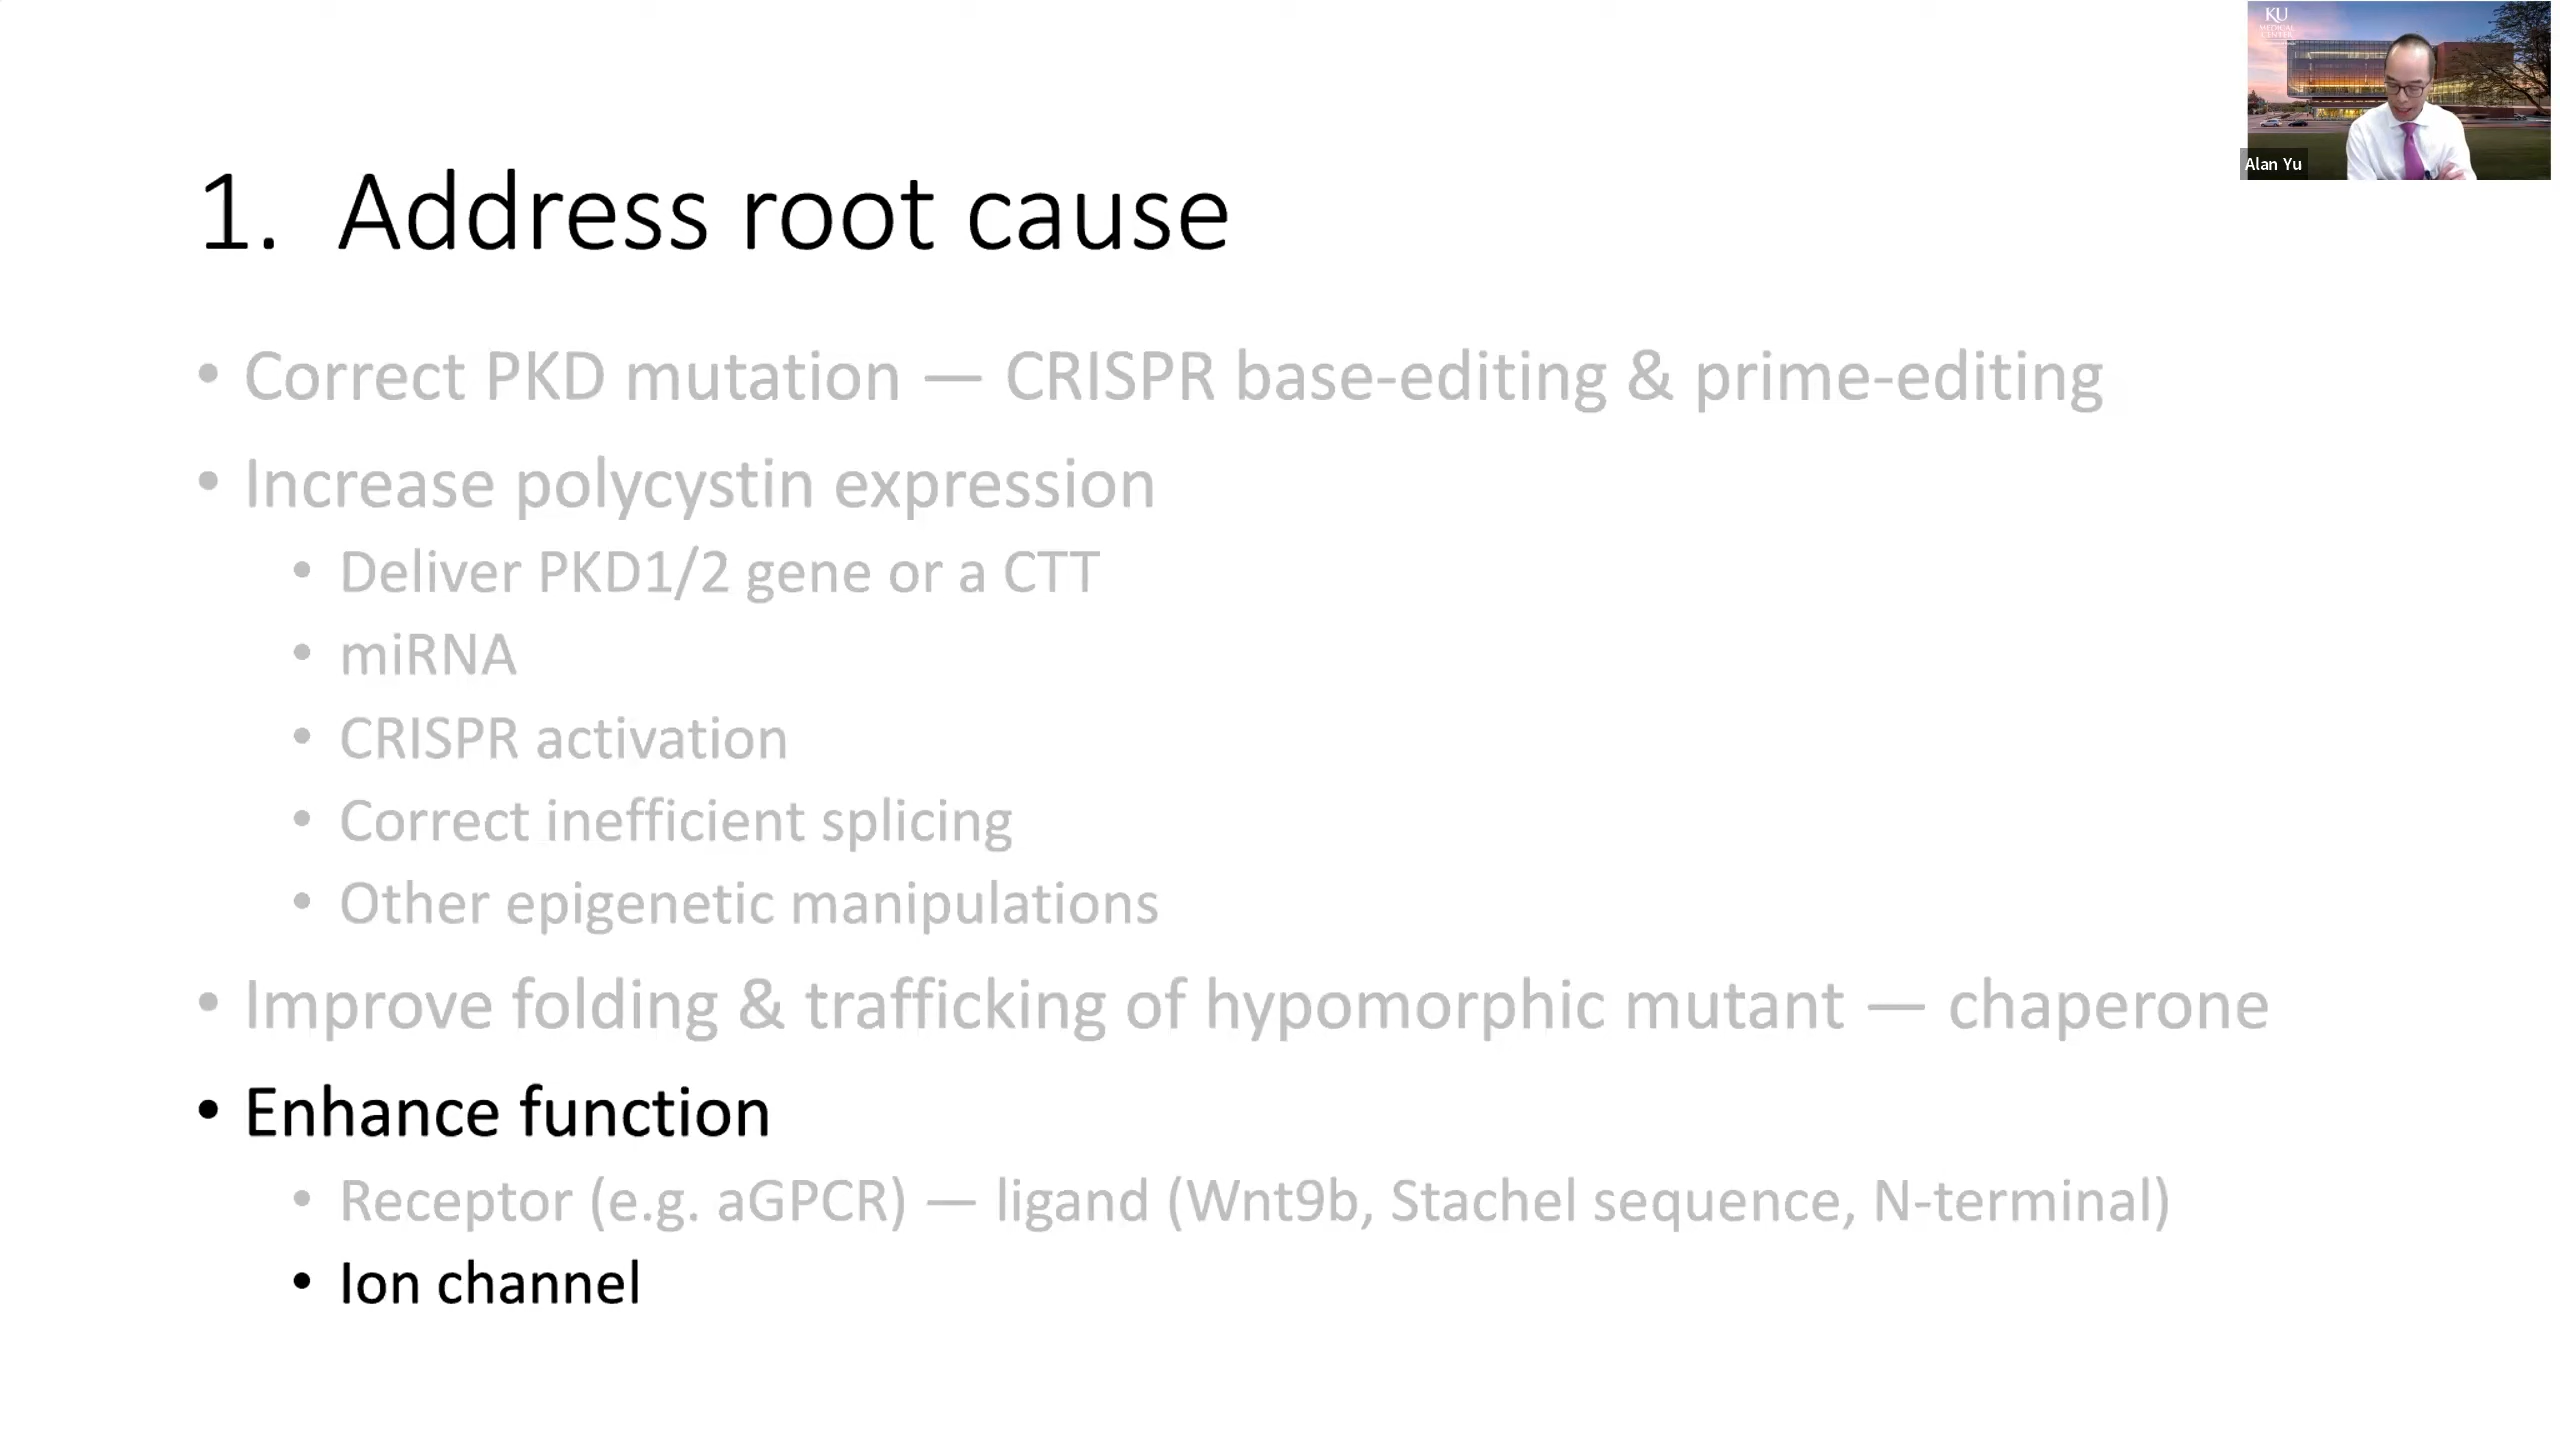 KU
MEDICAL
CENTER
Alan Yu
1. Address root cause
• Correct PKD mutation — CRISPR base-editing & prime-editing
• Increase polycystin expression
• Deliver PKD1/2 gene or a CTT
• miRNA
• CRISPR activation
• Correct inefficient splicing
• Other epigenetic manipulations
• Improve folding & trafficking of hypomorphic mutant — chaperone
• Enhance function
• Receptor (e.g. aGPCR) — ligand (Wnt9b, Stachel sequence, N-terminal)
• Ion channel